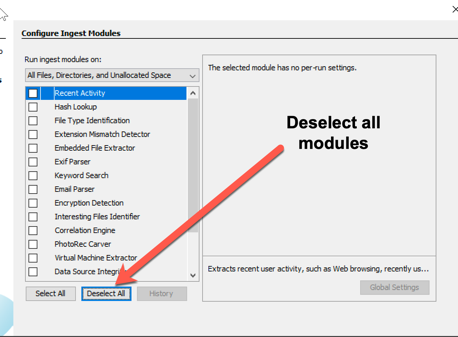 Configure Ingest Modules
Run ingest modules on:
All Files, Directories, and Unallocated Space
Recent Activity
Hash Lookup
File Type Identification
Extension Mismatch Detector
Embedded File Extractor
Exif Parser
Keyword Search
Email Parser
Encryption Detection
Interesting Files Identifier
Correlation Engine
PhotoRec Carver
Virtual Machine Extractor
Data Source Integrity
Select All
Deselect All
History
The selected module has no per-run settings.
Deselect all
modules
Extracts recent user activity, such as Web browsing, recently us...
Global Settings